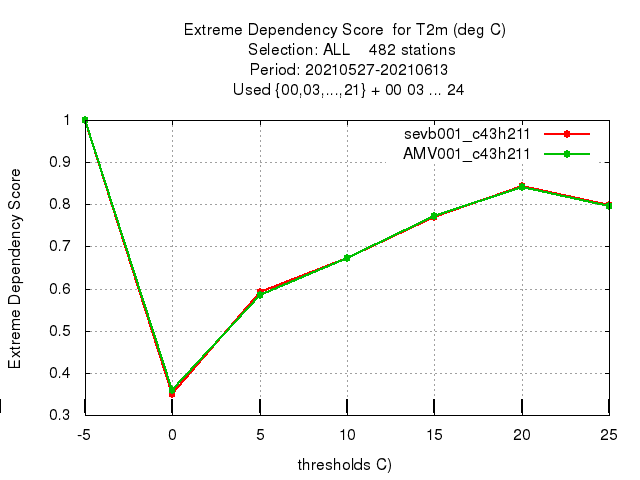 Extreme Dependency Score  for T2m (deg C)
Selection: ALL    482 stations
Period: 20210527-20210613
Used {00,03,...,21} + 00 03 ... 24
sevb001_c43h211
AMV001_c43h211
Extreme Dependency Score
1
0.9
0.8
0.7
0.6
0.5
0.4
0.3
-5 0 5 10 15 20 25
thresholds C)